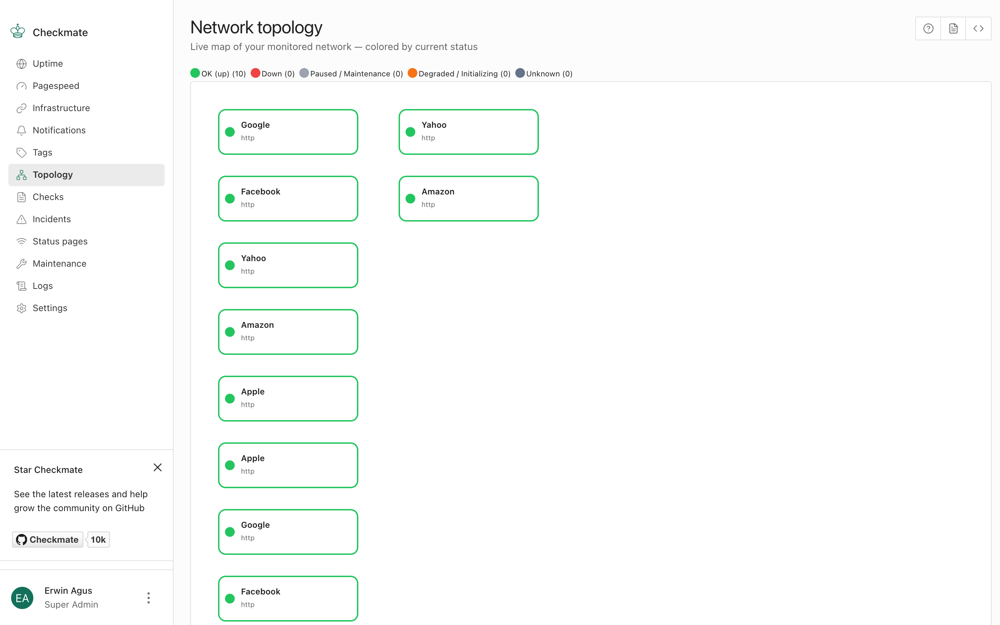 Checkmate
Uptime
Pagespeed
Infrastructure
Notifications
Tags
Topology
Checks
Incidents
Status pages
Maintenance
Logs
Settings
Star Checkmate
See the latest releases and help
grow the community on GitHub
Checkmate 10k
EA
Erwin Agus
Super Admin
Network topology
Live map of your monitored network — colored by current status
OK (up) (10) Down (0) Paused / Maintenance (0) Degraded / Initializing (0) Unknown (0)
Google
http
Yahoo
http
Facebook
http
Amazon
http
Yahoo
http
Amazon
http
Apple
http
Apple
http
Google
http
Facebook
http